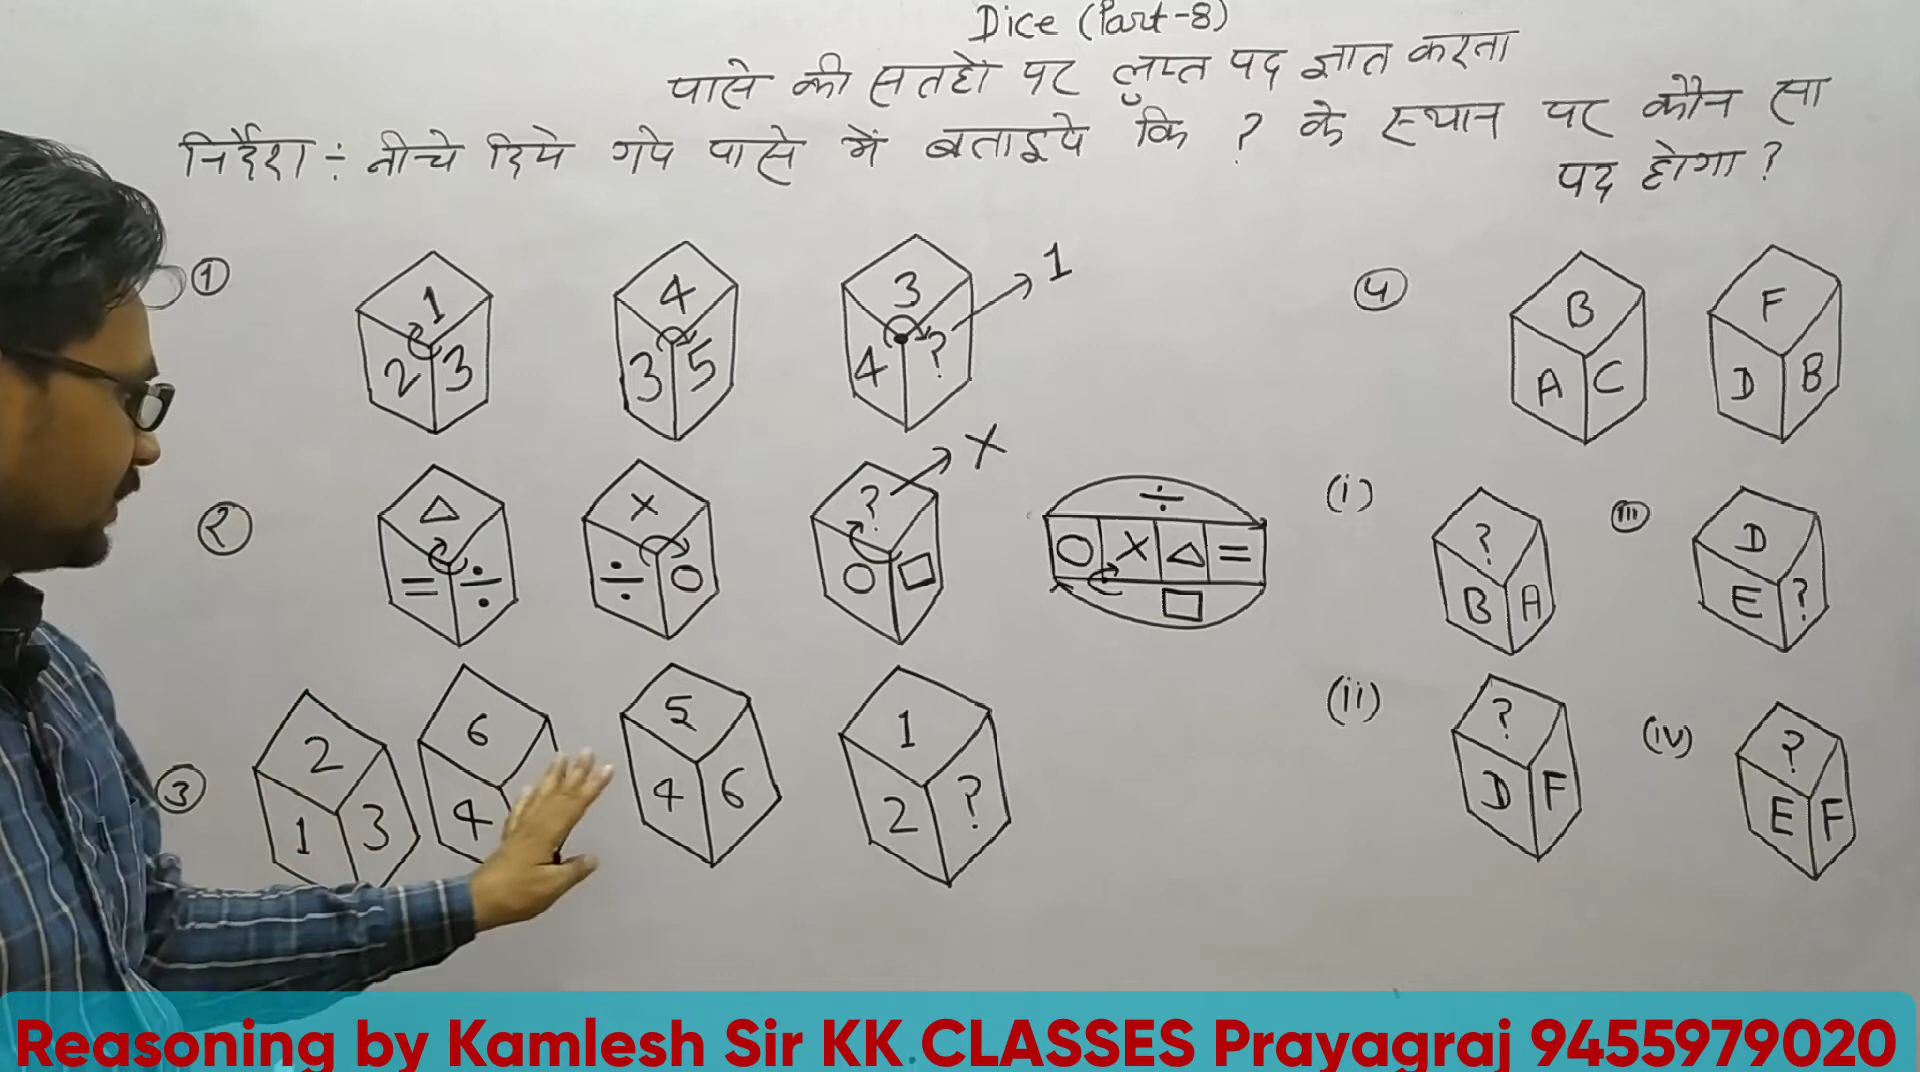 Dice (Part-8)
पासे की सतहों पर लुप्त पद ज्ञात करना
निर्देश ÷ नीचे दिये गये पासे में बताइये कि ? के स्थान पर कौन सा
पद होगा ?
① 1 2 3
4 3 5
3 4 ? → 1
② △ = ÷
× ÷ ○
? ○ □ → ×
÷
○ × △ =
□
③ 2 1 3
6 4
5 4 6
1 2 ?
④ B A C
F D B
(i) ? B A
(iii) D E ?
(ii) ? D F
(iv) ? E F
Reasoning by Kamlesh Sir KK CLASSES Prayagraj 9455979020